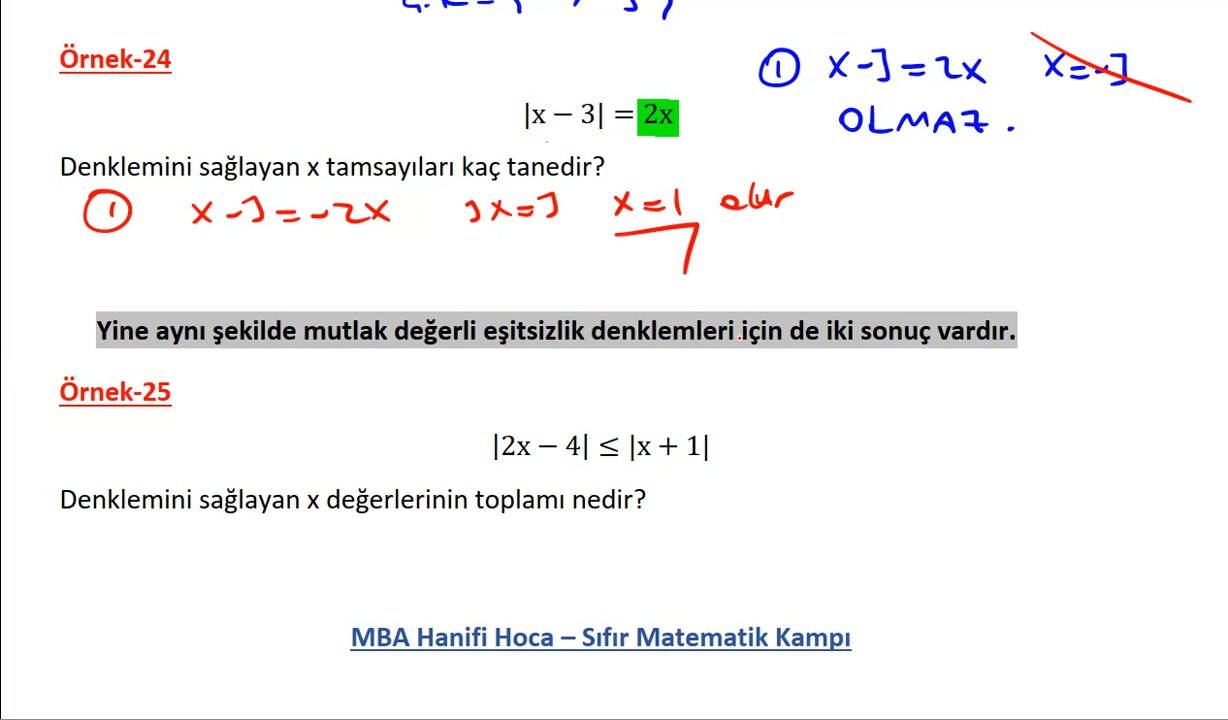 Örnek-24
① x-3=2x x=-3
|x − 3| = 2x
OLMAZ.
Denklemini sağlayan x tamsayıları kaç tanedir?
① x-3=-2x 3x=3 x=1 olur
Yine aynı şekilde mutlak değerli eşitsizlik denklemleri için de iki sonuç vardır.
Örnek-25
|2x − 4| ≤ |x + 1|
Denklemini sağlayan x değerlerinin toplamı nedir?
MBA Hanifi Hoca – Sıfır Matematik Kampı